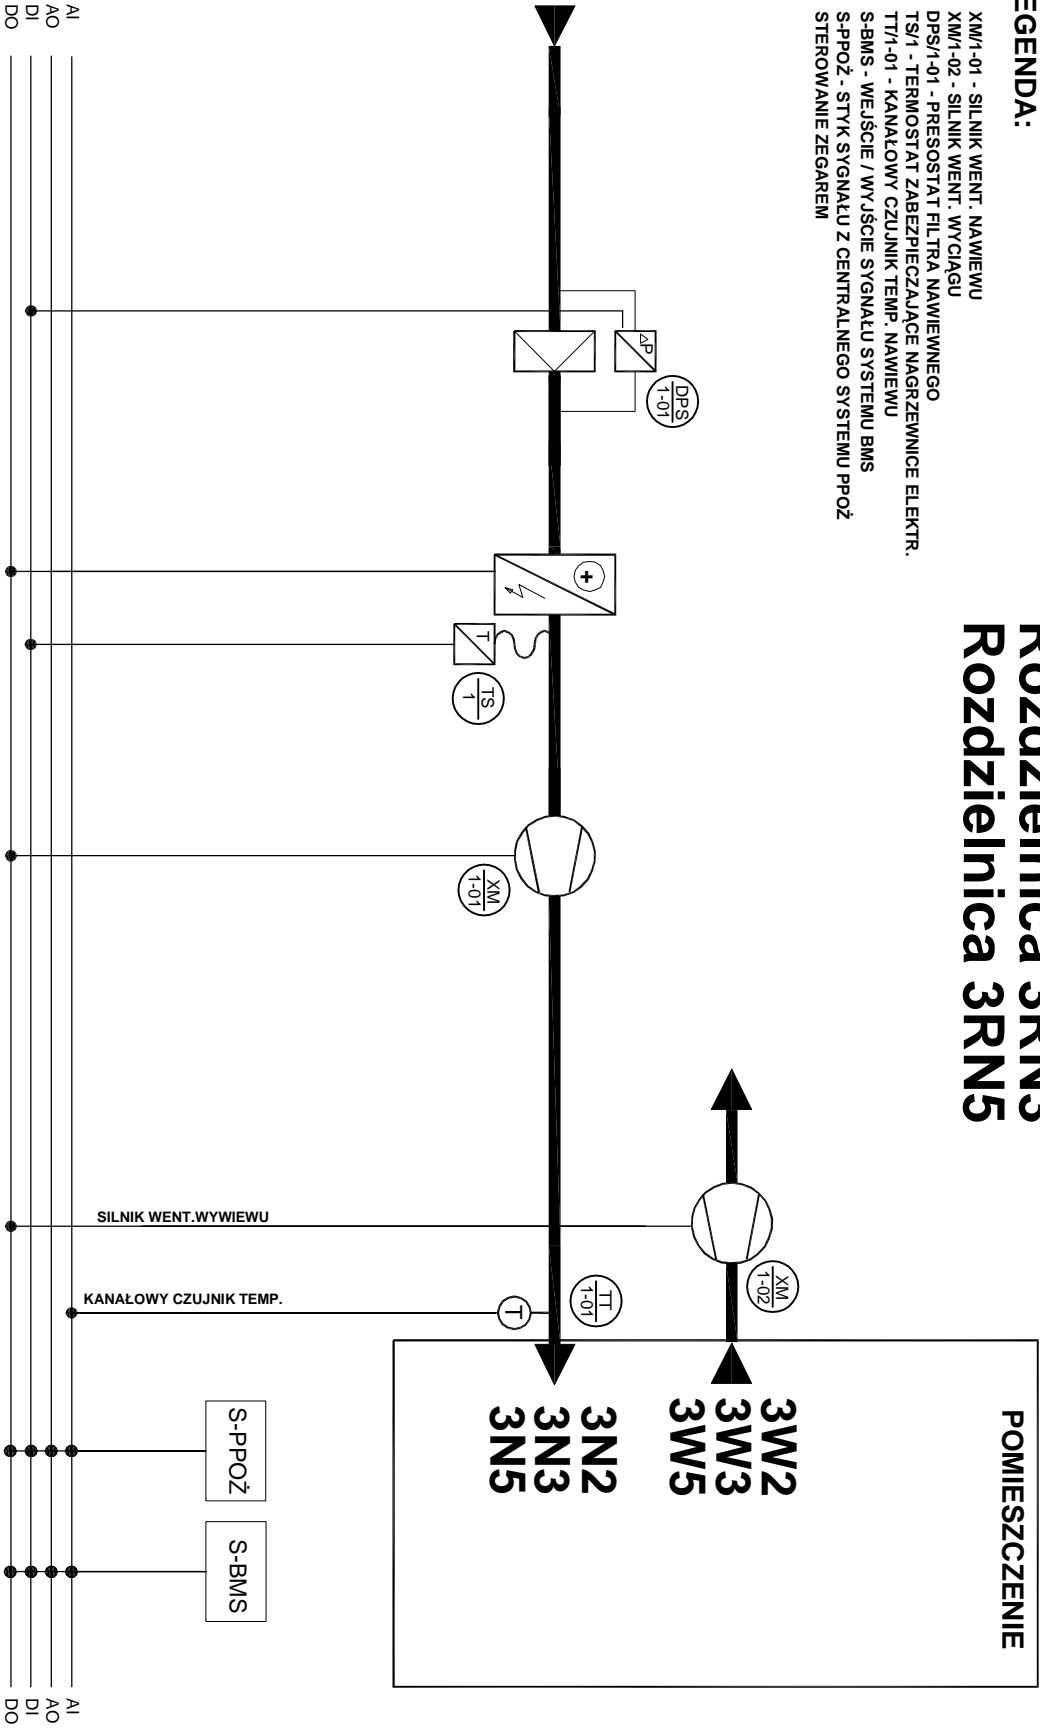 EGENDA:
XM/1-01 - SILNIK WENT. NAWIEWU
XM/1-02 - SILNIK WENT. WYCIĄGU
DPS/1-01 - PRESOSTAT FILTRA NAWIEWNEGO
TS/1 - TERMOSTAT ZABEZPIECZAJĄCE NAGRZEWNICE ELEKTR.
TT/1-01 - KANAŁOWY CZUJNIK TEMP. NAWIEWU
S-BMS - WEJŚCIE / WYJŚCIE SYGNAŁU SYSTEMU BMS
S-PPOŻ - STYK SYGNAŁU Z CENTRALNEGO SYSTEMU PPOŻ
STEROWANIE ZEGAREM
Rozdzielnica 3RN3
Rozdzielnica 3RN5
POMIESZCZENIE
3W2
3W3
3W5
3N2
3N3
3N5
XM
1-02
ΔP
DPS
1-01
+
T
TS
1
XM
1-01
TT
1-01
T
SILNIK WENT.WYWIEWU
KANAŁOWY CZUJNIK TEMP.
S-PPOŻ
S-BMS
AI
AO
DI
DO
AI
AO
DI
DO